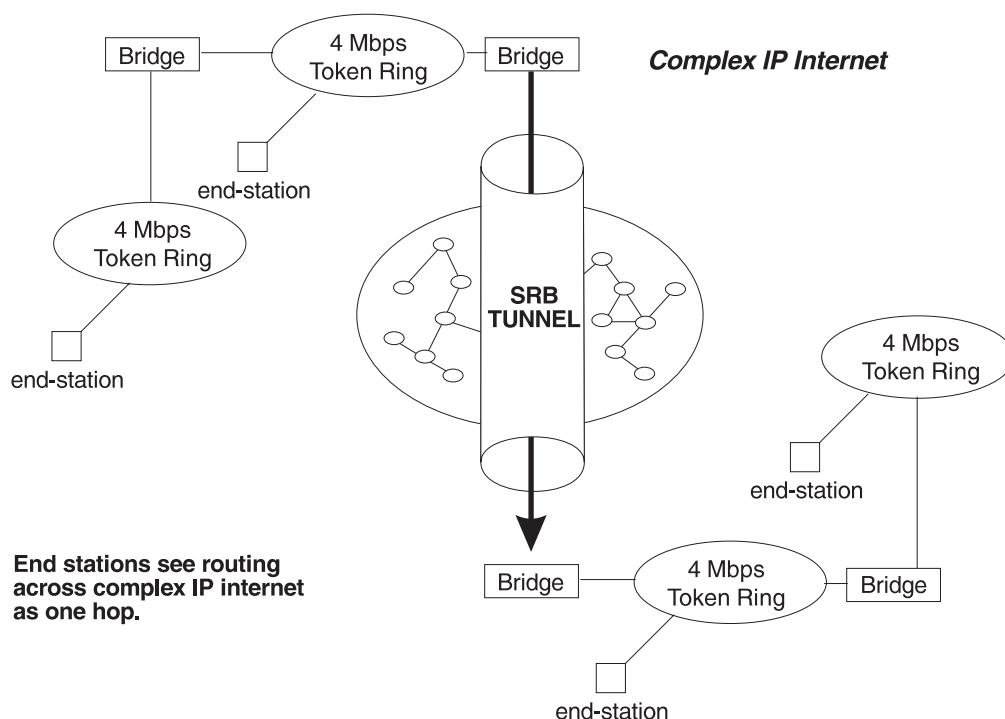 Bridge
4 Mbps
Token Ring
Bridge
Complex IP Internet
end-station
4 Mbps
Token Ring
end-station
SRB
TUNNEL
4 Mbps
Token Ring
end-station
End stations see routing
across complex IP internet
as one hop.
Bridge
4 Mbps
Token Ring
Bridge
end-station